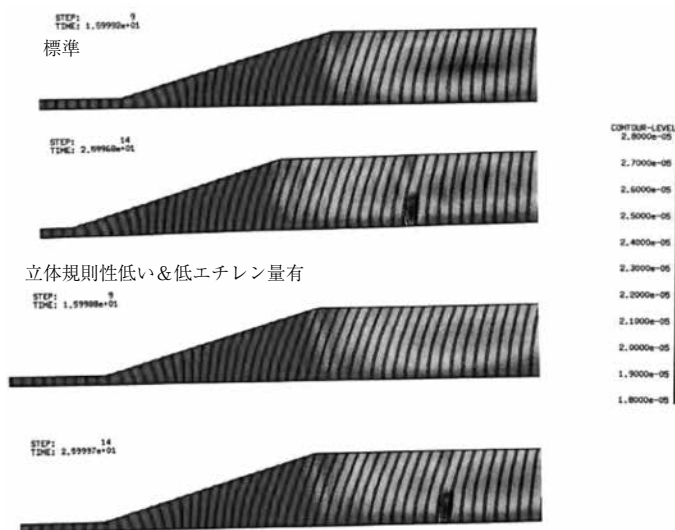 STEP: 9
TIME: 1.59992e+01
標準
STEP: 14
TIME: 2.59968e+01
立体規則性低い＆低エチレン量有
STEP: 9
TIME: 1.59988e+01
STEP: 14
TIME: 2.59997e+01
CONTOUR-LEVEL
2.8000e-05
2.7000e-05
2.6000e-05
2.5000e-05
2.4000e-05
2.3000e-05
2.2000e-05
2.1000e-05
2.0000e-05
1.9000e-05
1.8000e-05